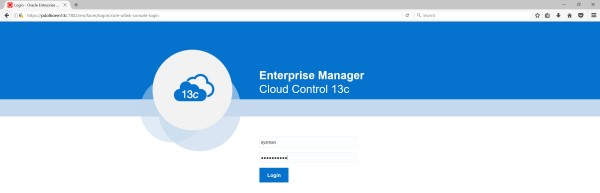 Login - Oracle Enterprise ...
Search
13c
Enterprise Manager
Cloud Control 13c
sysman
Login